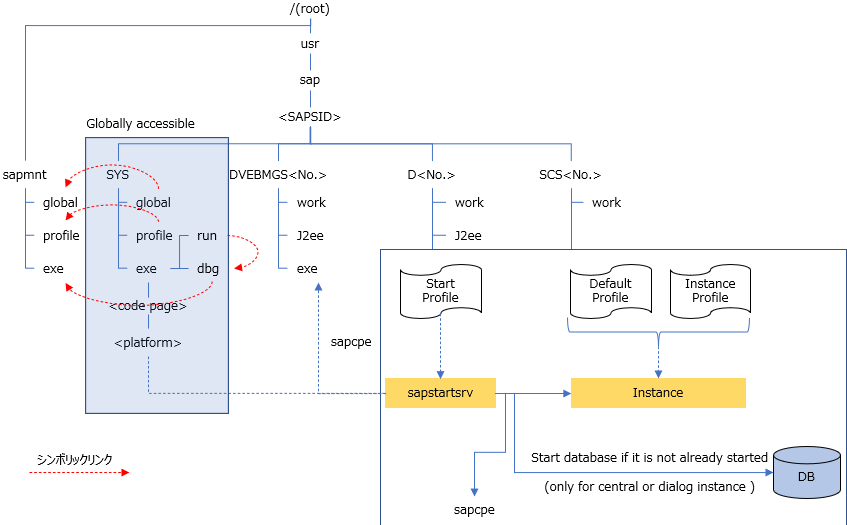 /(root)
usr
sap
<SAPSID>
Globally accessible
sapmnt
SYS
DVEBMGS<No.>
D<No.>
SCS<No.>
global
global
work
work
work
profile
profile
run
J2ee
J2ee
exe
exe
dbg
exe
Start
Profile
Default
Profile
Instance
Profile
<code page>
<platform>
sapcpe
sapstartsrv
Instance
シンボリックリンク
Start database if it is not already started
(only for central or dialog instance )
DB
sapcpe